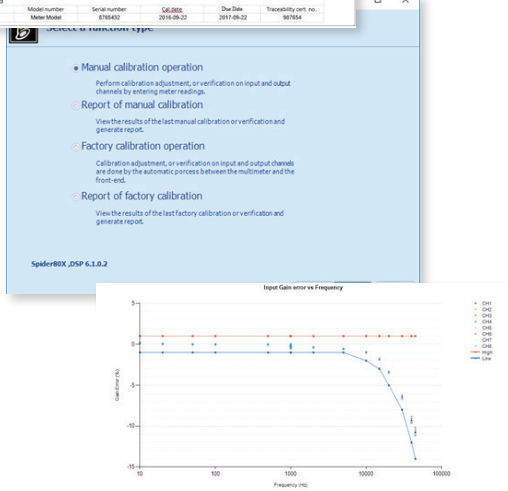 Model number Serial number Cal.date Due Date Traceability cert. no.
Meter Model 6765432 2016-09-22 2017-09-22 987654
Select a function type
Manual calibration operation
Perform calibration adjustment, or verification on input and output
channels by entering meter readings.
Report of manual calibration
View the results of the last manual calibration or verification and
generate report.
Factory calibration operation
Calibration adjustment, or verification on input and output channels
are done by the automatic porcess between the multimeter and the
front-end.
Report of factory calibration
View the results of the last factory calibration or verification and
generate report.
Spider80X ,DSP 6.1.0.2
Input Gain error vs Frequency
CH1
CH2
CH3
CH4
CH5
CH6
CH7
CH8
High
Low
5
0
-5
-10
-15
Gain Error (%)
10 100 1000 10000 100000
Frequency (Hz)